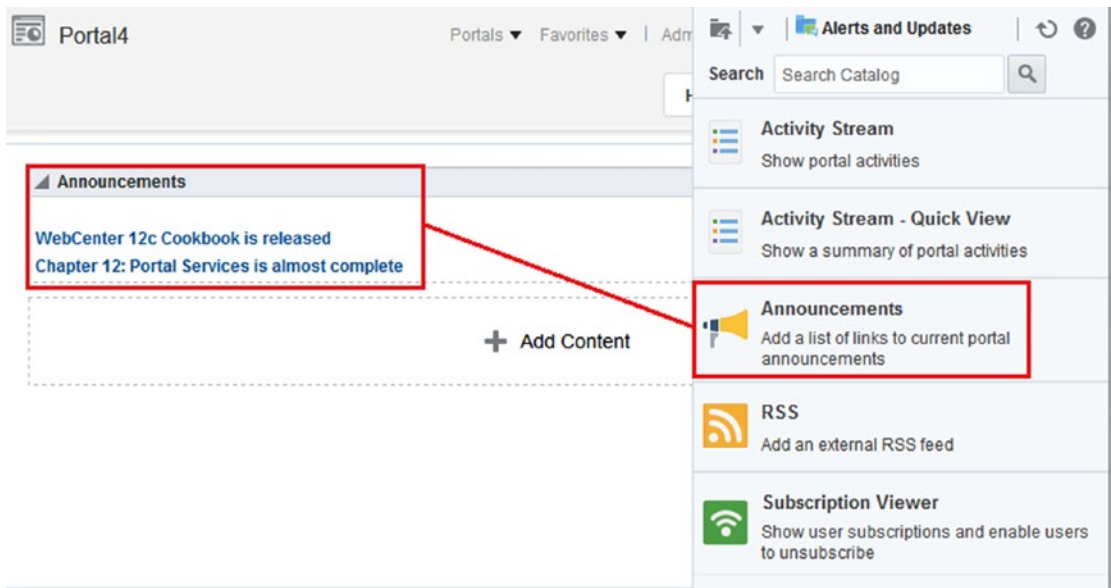 Portal4
Portals Favorites | Adm
Alerts and Updates
Search Search Catalog
Activity Stream
Show portal activities
Activity Stream - Quick View
Show a summary of portal activities
Announcements
Add a list of links to current portal
announcements
RSS
Add an external RSS feed
Subscription Viewer
Show user subscriptions and enable users
to unsubscribe
Announcements
WebCenter 12c Cookbook is released
Chapter 12: Portal Services is almost complete
Add Content